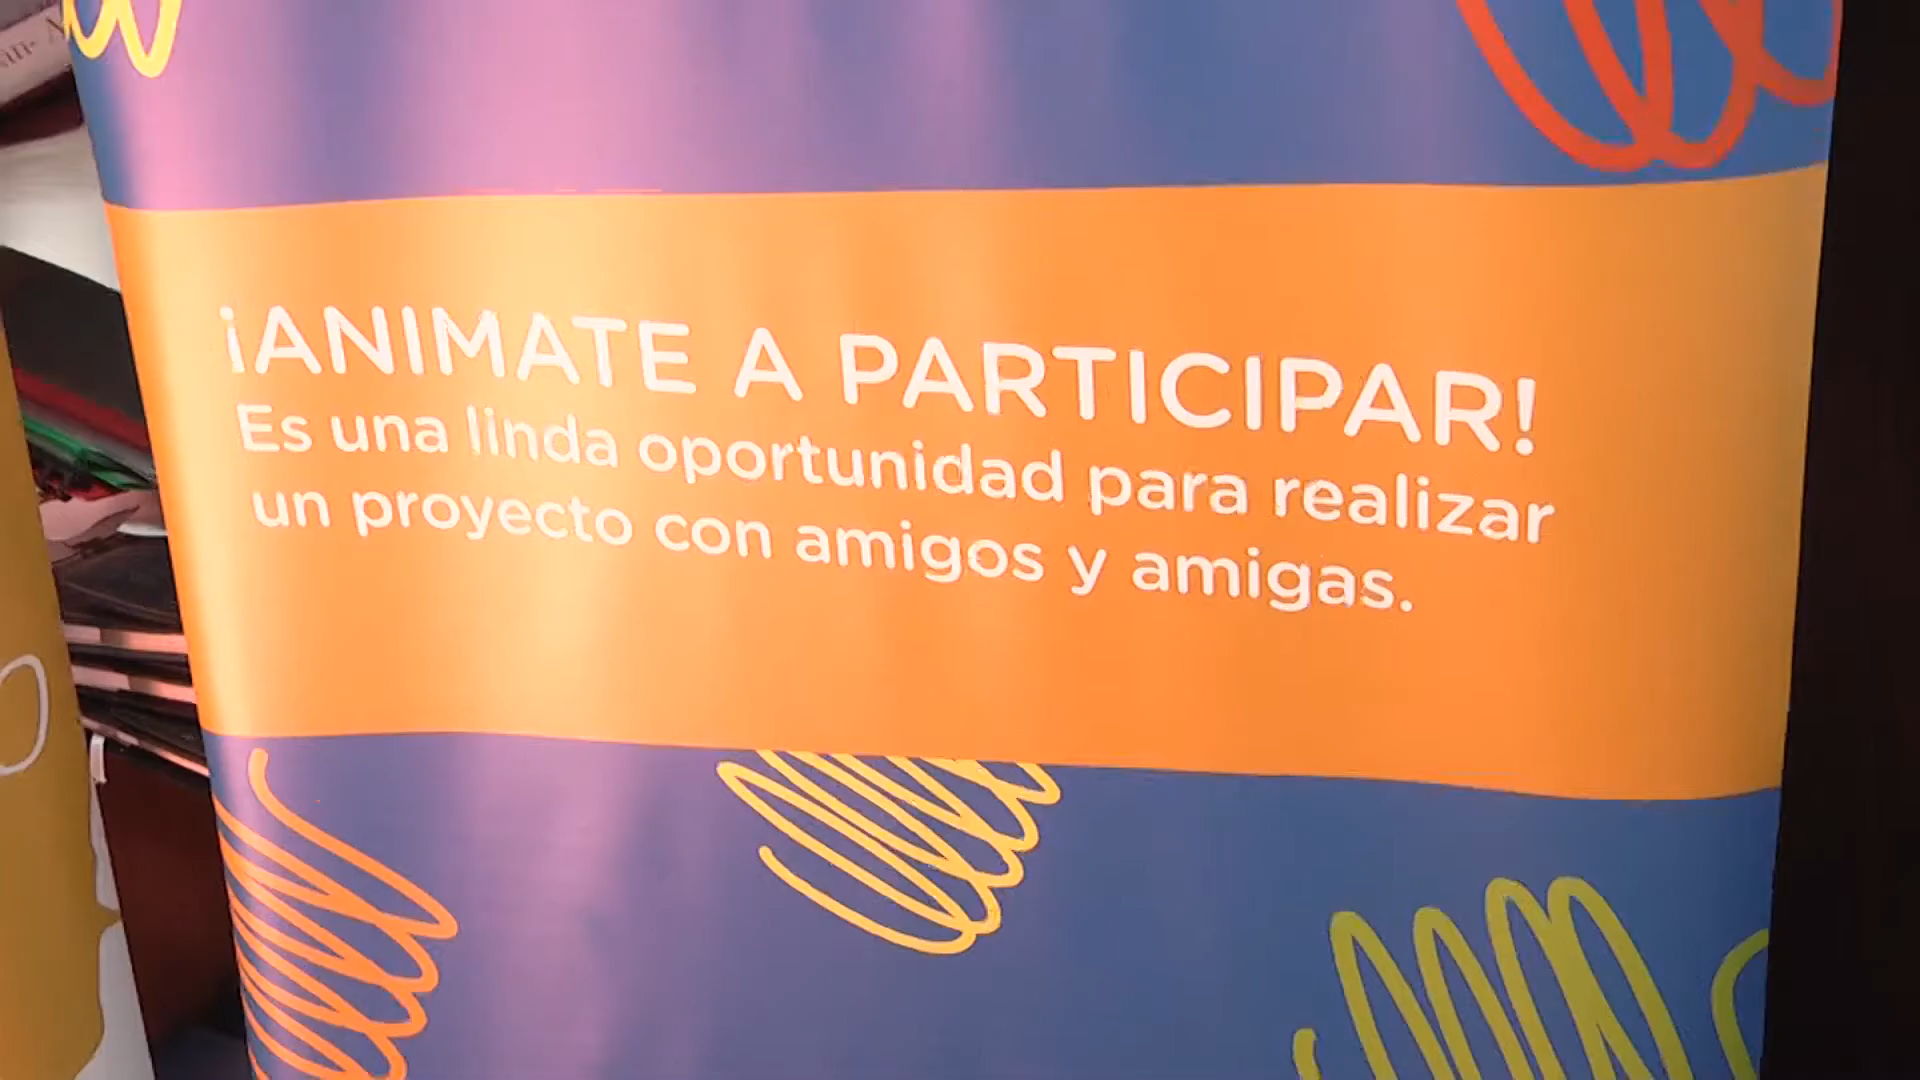 ¡ANIMATE A PARTICIPAR!
Es una linda oportunidad para realizar
un proyecto con amigos y amigas.